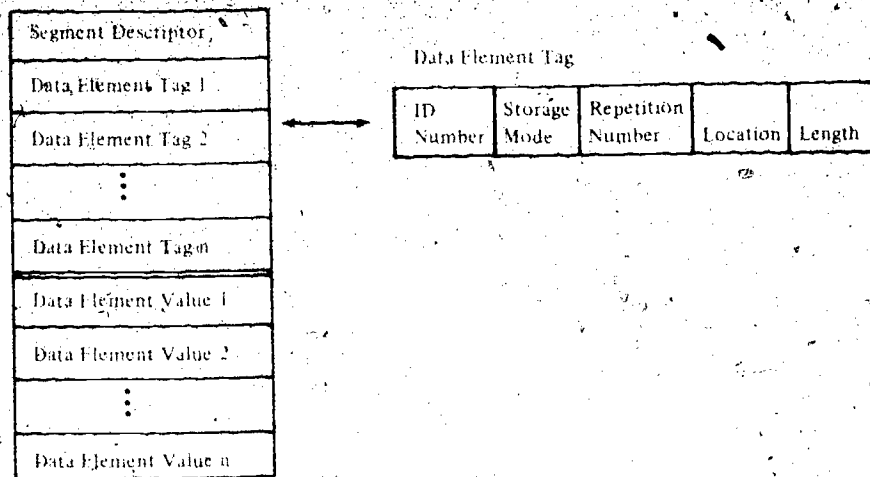 Segment Descriptor
Data Element Tag 1
Data Element Tag 2
Data Element Tag n
Data Element Value 1
Data Element Value 2
Data Element Value n
Data Element Tag
ID Number
Storage Mode
Repetition Number
Location
Length